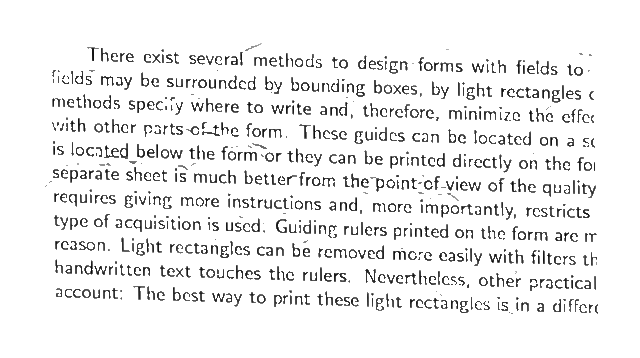 There exist several methods to design forms with fields to
fields may be surrounded by bounding boxes, by light rectangles
methods specify where to write and, therefore, minimize the effec
with other parts of the form. These guides can be located on a se
is located below the form or they can be printed directly on the for
separate sheet is much better from the point of view of the quality
requires giving more instructions and, more importantly, restricts
type of acquisition is used. Guiding rulers printed on the form are m
reason. Light rectangles can be removed more easily with filters th
handwritten text touches the rulers. Nevertheless, other practical
account: The best way to print these light rectangles is in a differe